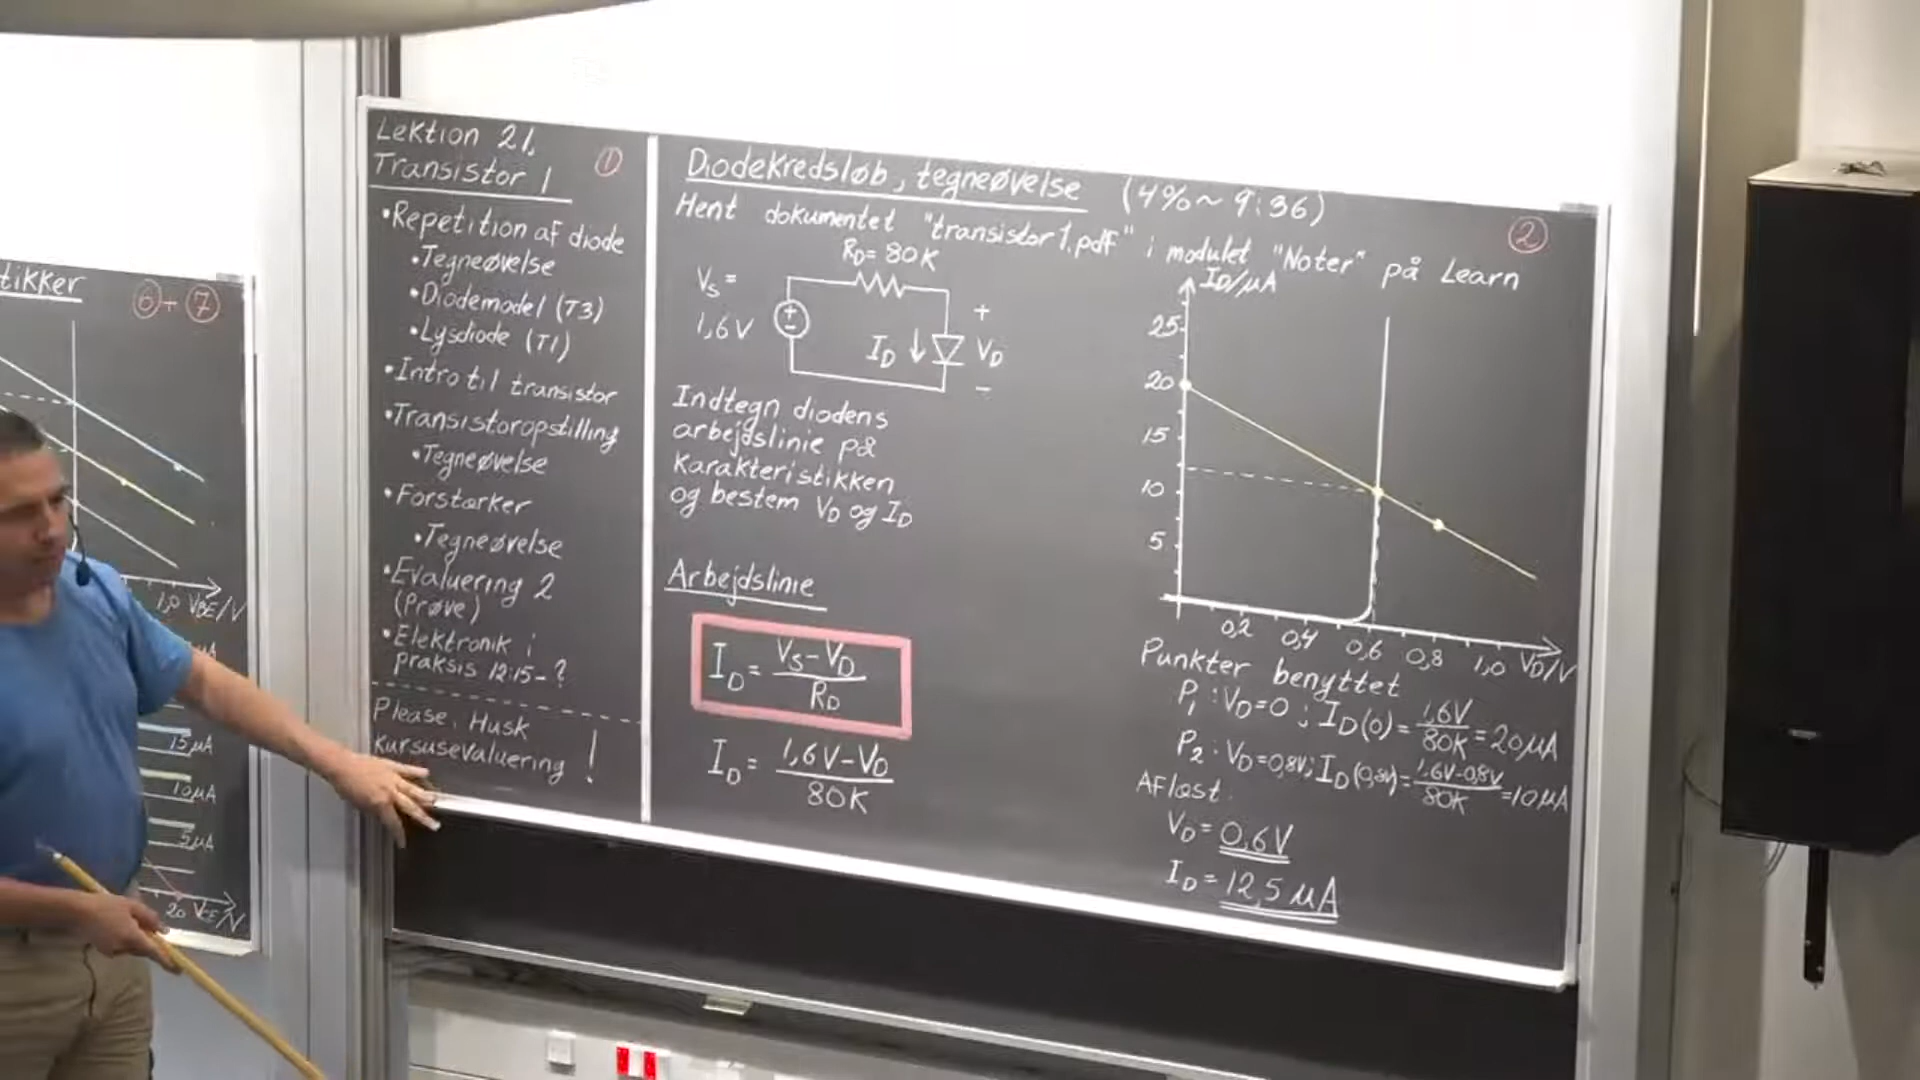 tikker
6+7
1,0 VBE/V
15 µA
10 µA
5 µA
20 VCE/V
Lektion 21,
Transistor 1
1
•Repetition af diode
•Tegneøvelse
•Diodemodel (T3)
•Lysdiode (T1)
•Intro til transistor
•Transistoropstilling
•Tegneøvelse
•Forstærker
•Tegneøvelse
•Evaluering 2
(Prøve)
•Elektronik i
praksis 12:15-?
Please, Husk
kursusevaluering !
Diodekredsløb, tegneøvelse (4%~ 9:36)
2
Hent dokumentet "transistor1.pdf" i modulet "Noter" på Learn
RD= 80K
VS =
1,6V
+
-
+
ID ↓
VD
-
Indtegn diodens
arbejdslinie på
karakteristikken
og bestem VD og ID
Arbejdslinie
ID = VS-VD / RD
ID = 1,6V-VD / 80K
ID/µA
25
20
15
10
5
0,2 0,4 0,6 0,8 1,0 VD/V
Punkter benyttet
P1 : VD=0 ; ID(0) = 1,6V / 80K = 20µA
P2 : VD=0,8V; ID(0,8V) = 1,6V-0,8V / 80K = 10µA
Aflæst.
VD = 0,6V
ID = 12,5 µA